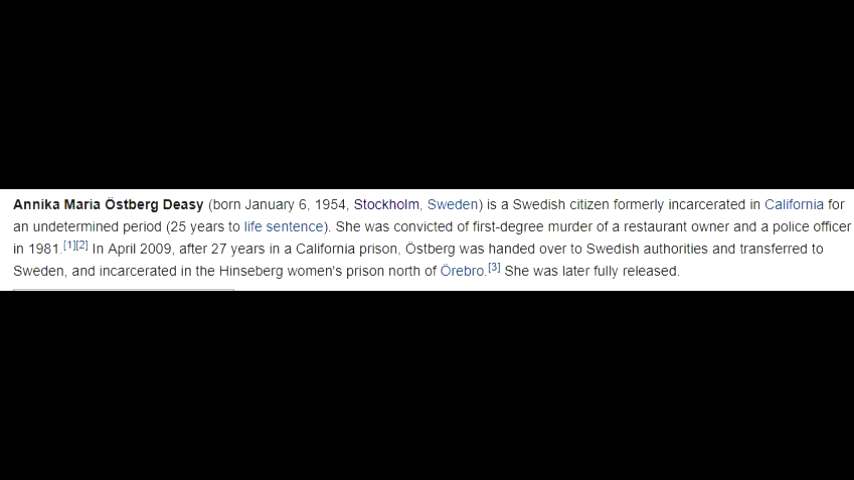 Annika Maria Östberg Deasy (born January 6, 1954, Stockholm, Sweden) is a Swedish citizen formerly incarcerated in California for
an undetermined period (25 years to life sentence). She was convicted of first-degree murder of a restaurant owner and a police officer
in 1981.[1][2] In April 2009, after 27 years in a California prison, Östberg was handed over to Swedish authorities and transferred to
Sweden, and incarcerated in the Hinseberg women's prison north of Örebro.[3] She was later fully released.